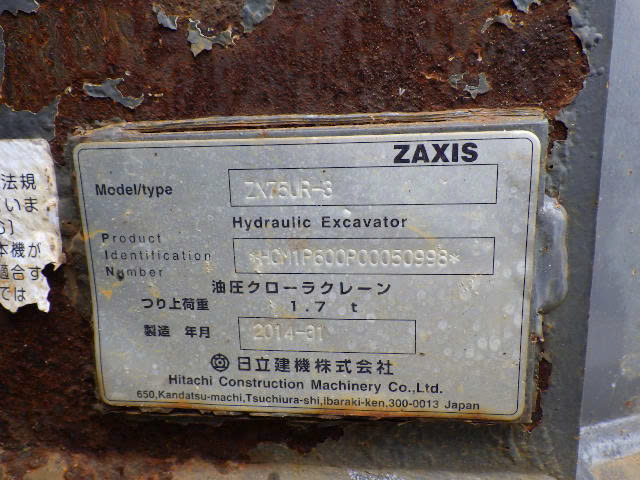 ZAXIS
Model/type ZX75UR-3
Hydraulic Excavator
Product
Identification
Number *HCM1P600P00050998*
油圧クローラクレーン
つり上荷重 1.7 t
製造 年月 2014-01
日立建機株式会社
Hitachi Construction Machinery Co.,Ltd.
650,Kandatsu-machi,Tsuchiura-shi,Ibaraki-ken,300-0013 Japan
法規
いま
本機が
適合す
では